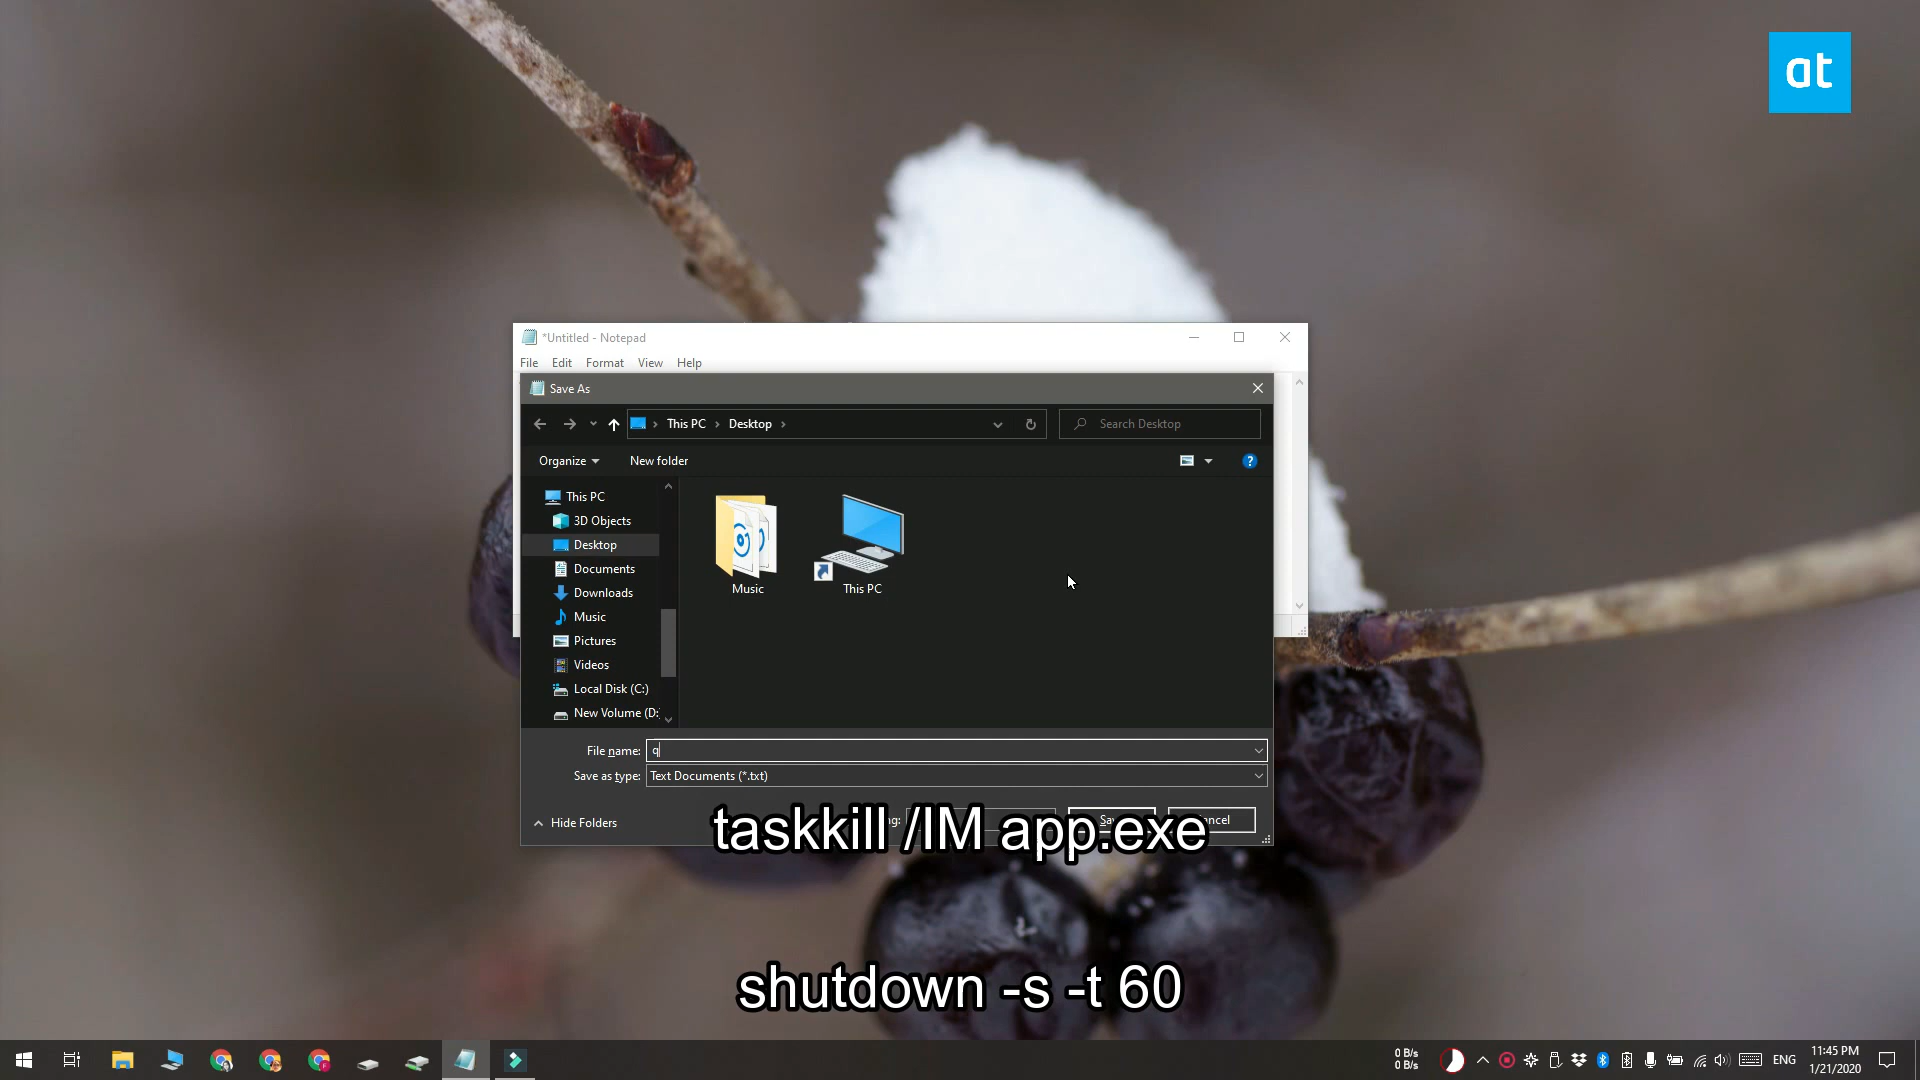 at
*Untitled - Notepad
File Edit Format View Help
Save As
This PC Desktop
Search Desktop
Organize New folder
?
This PC
3D Objects
Desktop
Documents
Downloads
Music
Pictures
Videos
Local Disk (C:)
New Volume (D:
Music
This PC
File name: q
Save as type: Text Documents (*.txt)
Hide Folders
taskkill /IM app.exe
shutdown -s -t 60
0 B/s
0 B/s
ENG
11:45 PM
1/21/2020